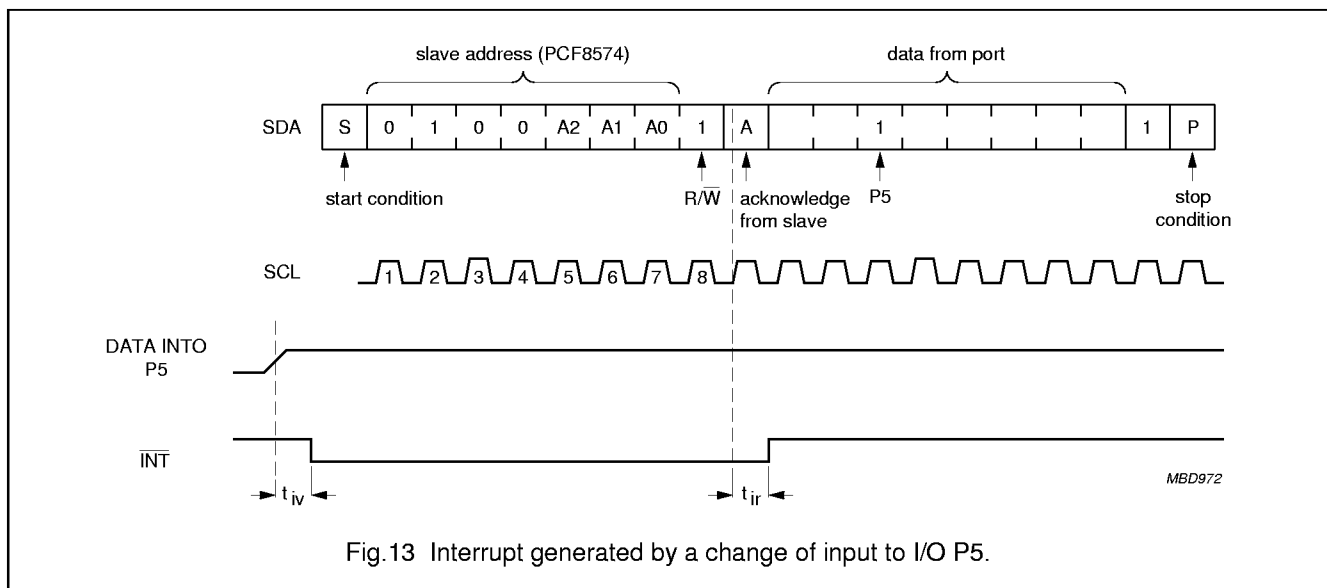 slave address (PCF8574) data from port
SDA S 0 1 0 0 A2 A1 A0 1 A 1 1 P
start condition R/W̅ acknowledge from slave P5 stop condition
SCL 1 2 3 4 5 6 7 8
DATA INTO P5
I̅N̅T̅
t iv t ir
MBD972
Fig.13 Interrupt generated by a change of input to I/O P5.